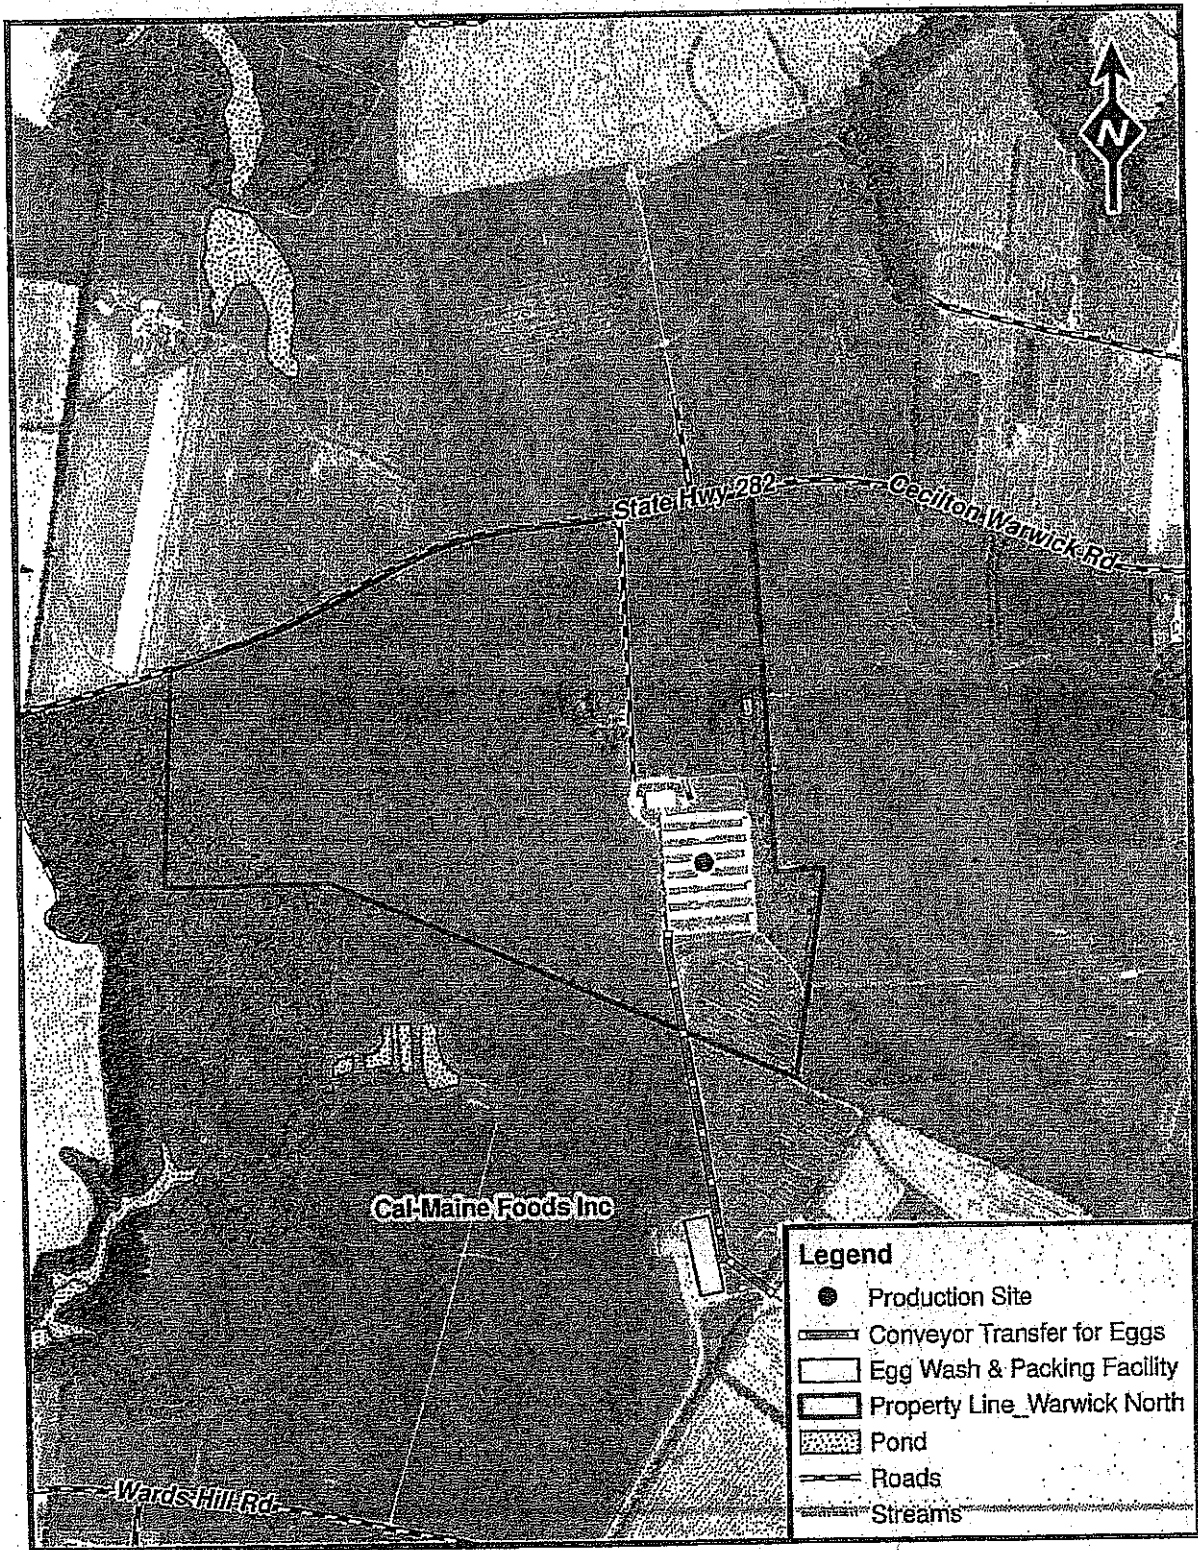 N
State Hwy 282
Cecilton-Warwick Rd
Cal-Maine Foods Inc
Wards Hill Rd
Legend
Production Site
Conveyor Transfer for Eggs
Egg Wash & Packing Facility
Property Line_Warwick North
Pond
Roads
Streams